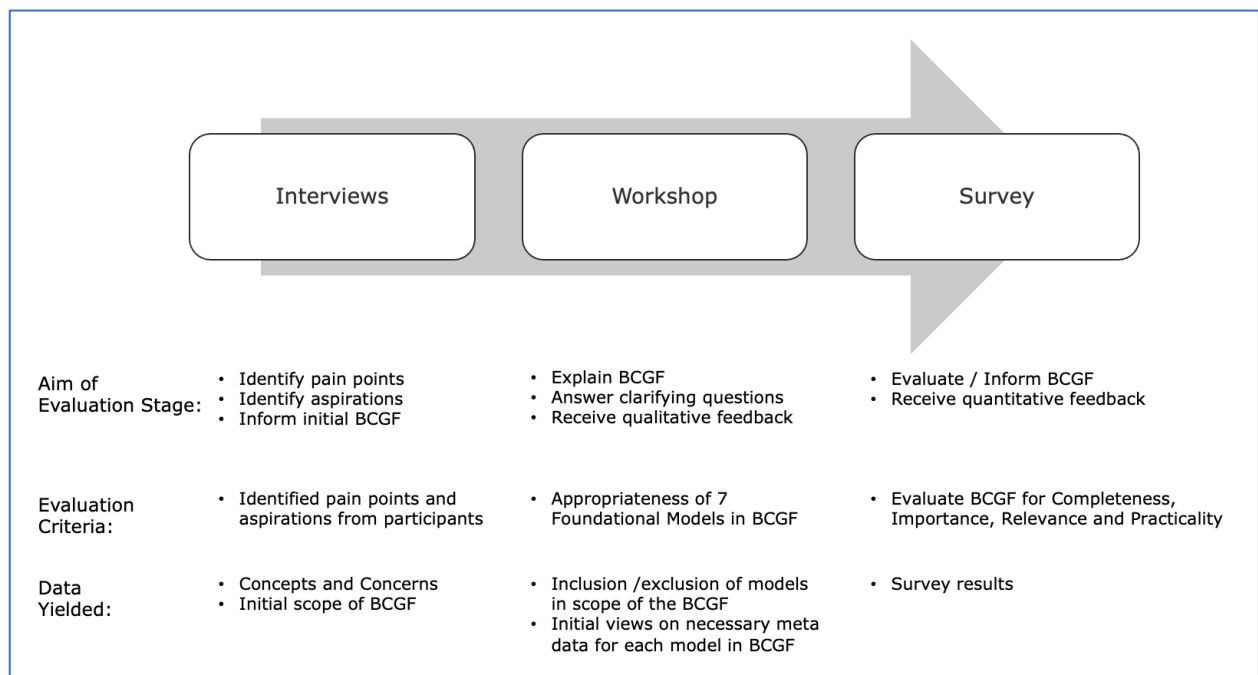 Interviews
Workshop
Survey
Aim of
Evaluation Stage:
• Identify pain points
• Identify aspirations
• Inform initial BCGF
• Explain BCGF
• Answer clarifying questions
• Receive qualitative feedback
• Evaluate / Inform BCGF
• Receive quantitative feedback
Evaluation
Criteria:
• Identified pain points and
aspirations from participants
• Appropriateness of 7
Foundational Models in BCGF
• Evaluate BCGF for Completeness,
Importance, Relevance and Practicality
Data
Yielded:
• Concepts and Concerns
• Initial scope of BCGF
• Inclusion /exclusion of models
in scope of the BCGF
• Initial views on necessary meta
data for each model in BCGF
• Survey results